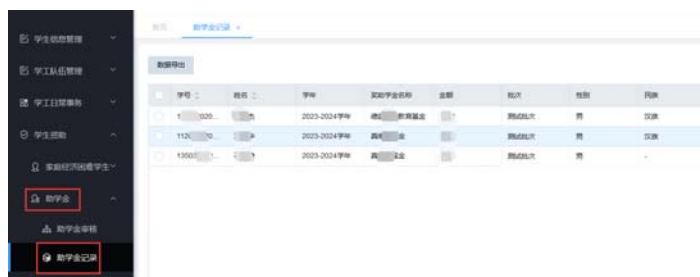 首页 助学金记录 ×
学生信息管理
学工队伍管理
学工日常事务
学生资助
家庭经济困难学生
助学金
助学金审核
助学金记录
数据导出
学号 姓名 学年 奖助学金名称 金额 批次 性别 民族
2023-2024学年 教育基金 测试批次 男 汉族
2023-2024学年 测试批次 男 汉族
2023-2024学年 测试批次 男 -